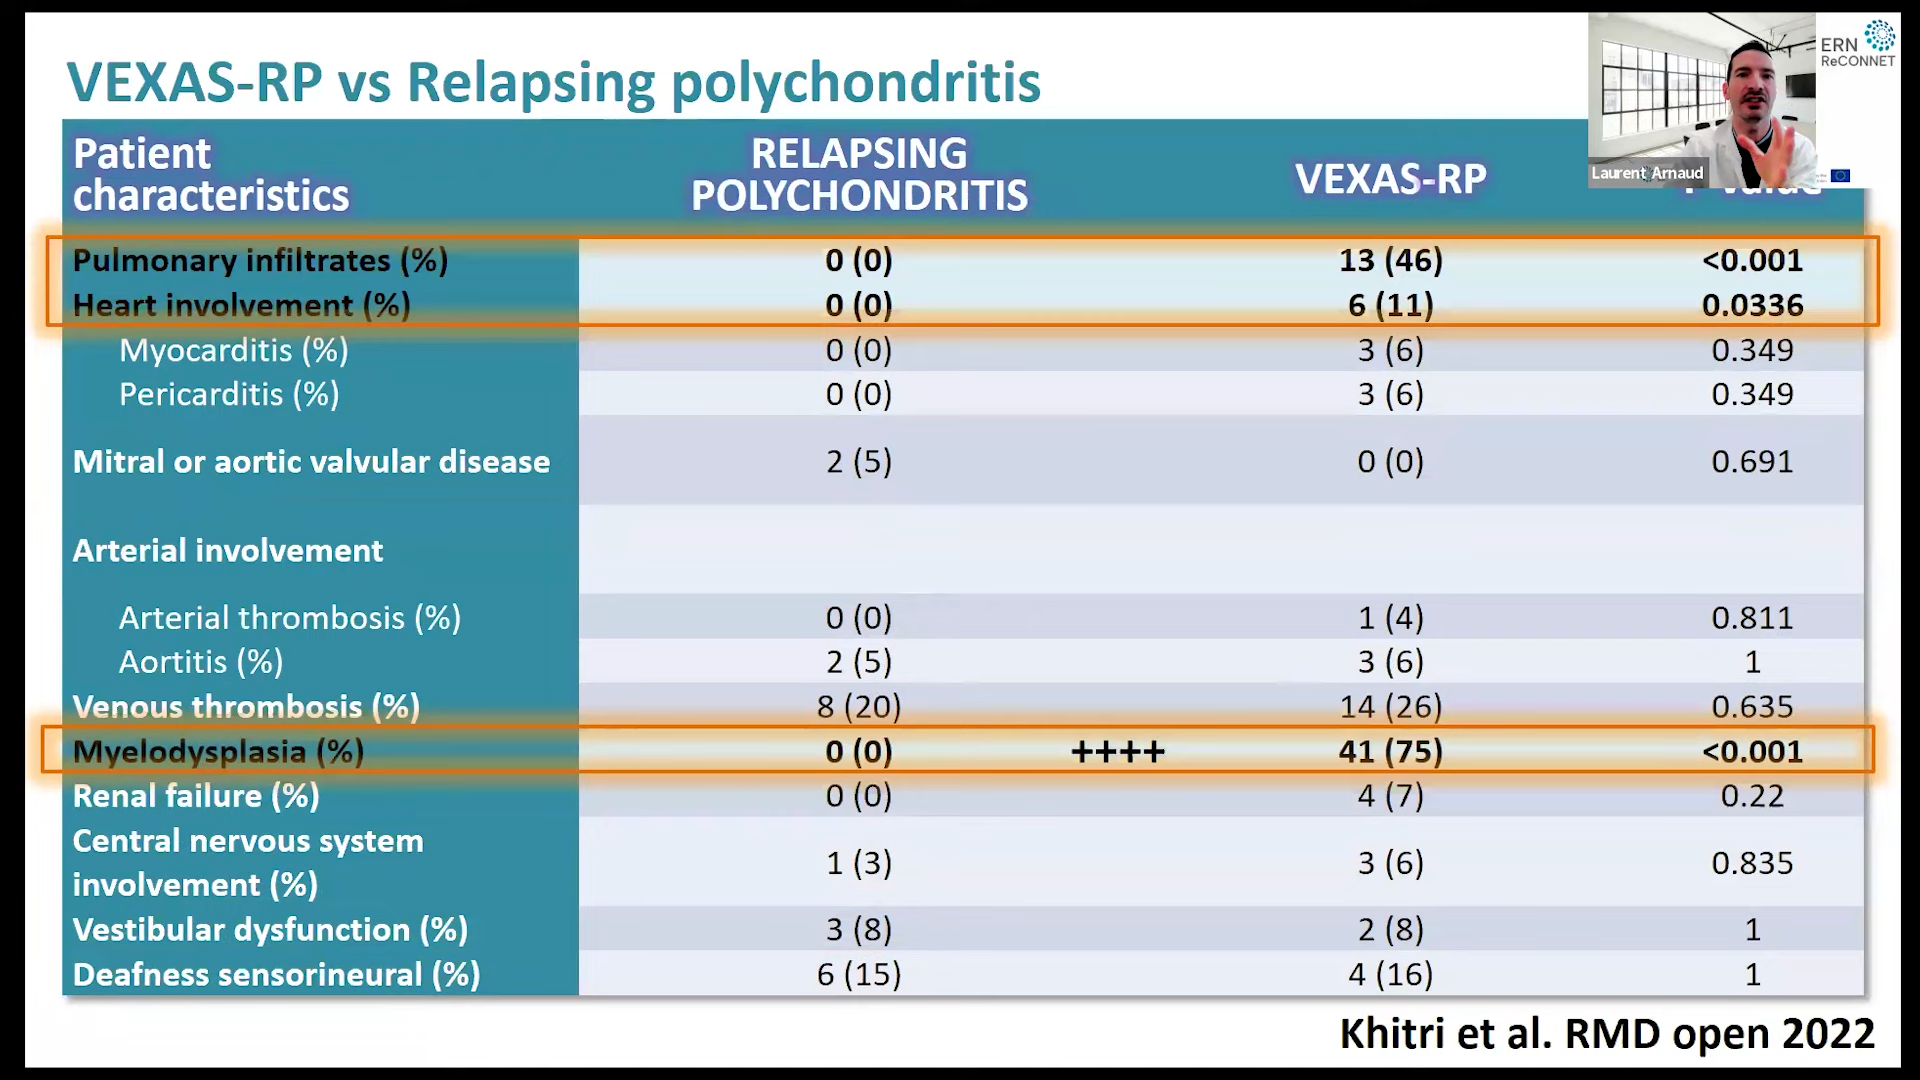 VEXAS-RP vs Relapsing polychondritis
ERN
ReCONNET
Laurent Arnaud
Patient characteristics RELAPSING POLYCHONDRITIS VEXAS-RP
Pulmonary infiltrates (%) 0 (0) 13 (46) <0.001
Heart involvement (%) 0 (0) 6 (11) 0.0336
Myocarditis (%) 0 (0) 3 (6) 0.349
Pericarditis (%) 0 (0) 3 (6) 0.349
Mitral or aortic valvular disease 2 (5) 0 (0) 0.691
Arterial involvement
Arterial thrombosis (%) 0 (0) 1 (4) 0.811
Aortitis (%) 2 (5) 3 (6) 1
Venous thrombosis (%) 8 (20) 14 (26) 0.635
Myelodysplasia (%) 0 (0) ++++ 41 (75) <0.001
Renal failure (%) 0 (0) 4 (7) 0.22
Central nervous system involvement (%) 1 (3) 3 (6) 0.835
Vestibular dysfunction (%) 3 (8) 2 (8) 1
Deafness sensorineural (%) 6 (15) 4 (16) 1
Khitri et al. RMD open 2022